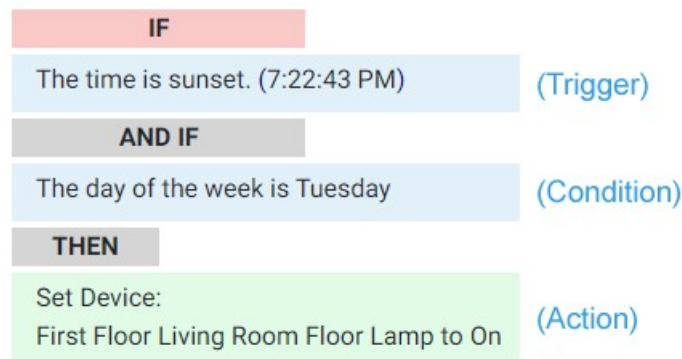 IF
The time is sunset. (7:22:43 PM) (Trigger)
AND IF
The day of the week is Tuesday (Condition)
THEN
Set Device:
First Floor Living Room Floor Lamp to On (Action)